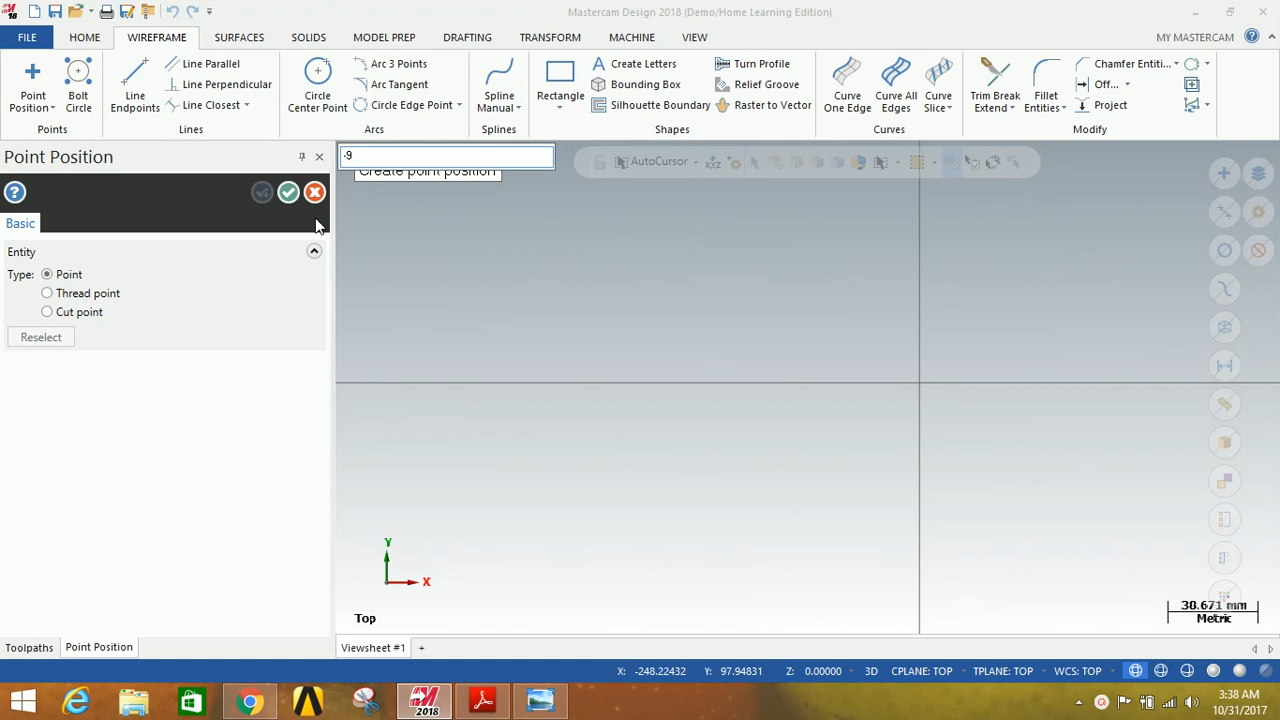 18
Mastercam Design 2018 (Demo/Home Learning Edition)
FILE HOME WIREFRAME SURFACES SOLIDS MODEL PREP DRAFTING TRANSFORM MACHINE VIEW MY MASTERCAM
Point Position
Bolt Circle
Points
Line Endpoints
Line Parallel
Line Perpendicular
Line Closest
Lines
Circle Center Point
Arc 3 Points
Arc Tangent
Circle Edge Point
Arcs
Spline Manual
Splines
Rectangle
Create Letters
Bounding Box
Silhouette Boundary
Turn Profile
Relief Groove
Raster to Vector
Shapes
Curve One Edge
Curve All Edges
Curve Slice
Curves
Trim Break Extend
Fillet Entities
Chamfer Entiti...
Off...
Project
Modify
Point Position
-9
Create point position
AutoCursor
Basic
Entity
Type: Point
Thread point
Cut point
Reselect
Y
X
Top
38.671 mm
Metric
Toolpaths Point Position Viewsheet #1 +
X: -248.22432 Y: 97.94831 Z: 0.00000 3D CPLANE: TOP TPLANE: TOP WCS: TOP
2018
3:38 AM
10/31/2017